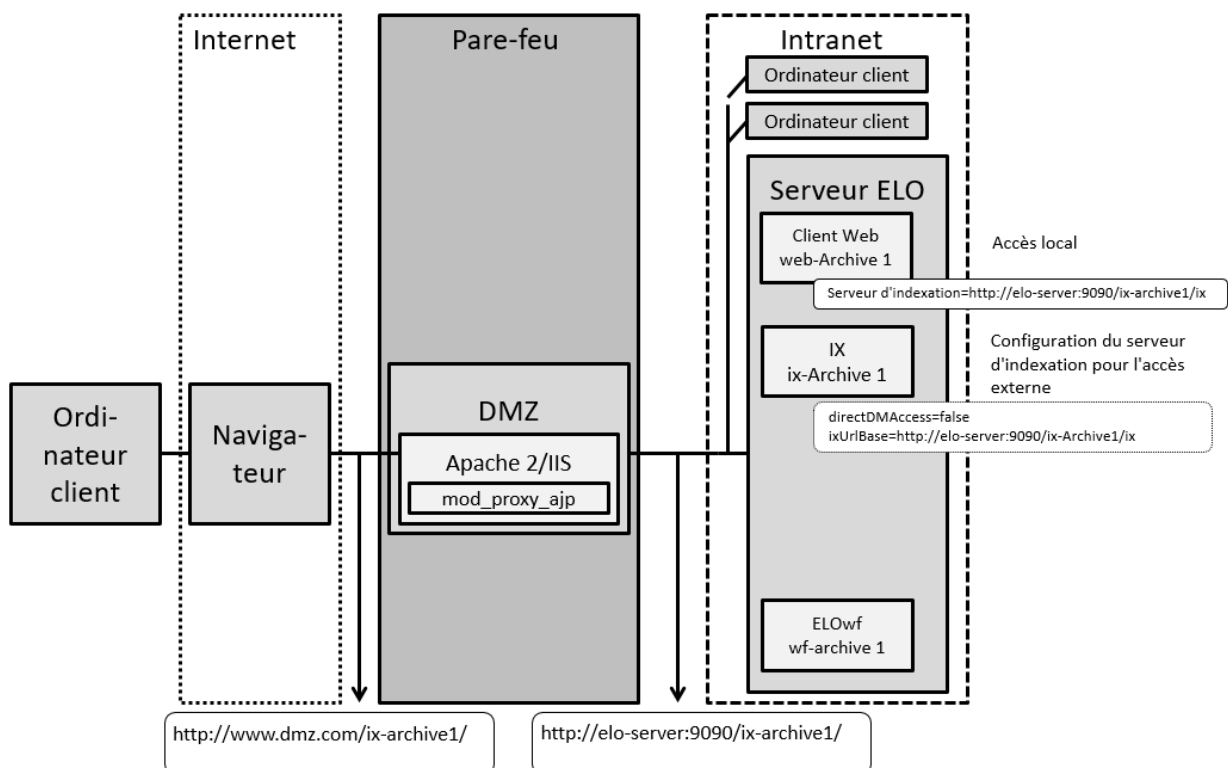 Internet
Pare-feu
Intranet
Ordinateur client
Ordinateur client
Serveur ELO
Client Web
web-Archive 1
Accès local
Serveur d'indexation=http://elo-server:9090/ix-archive1/ix
IX
ix-Archive 1
Configuration du serveur
d'indexation pour l'accès
externe
directDMAccess=false
ixUrlBase=http://elo-server:9090/ix-Archive1/ix
Ordi-
nateur
client
Naviga-
teur
DMZ
Apache 2/IIS
mod_proxy_ajp
ELOwf
wf-archive 1
http://www.dmz.com/ix-archive1/
http://elo-server:9090/ix-archive1/